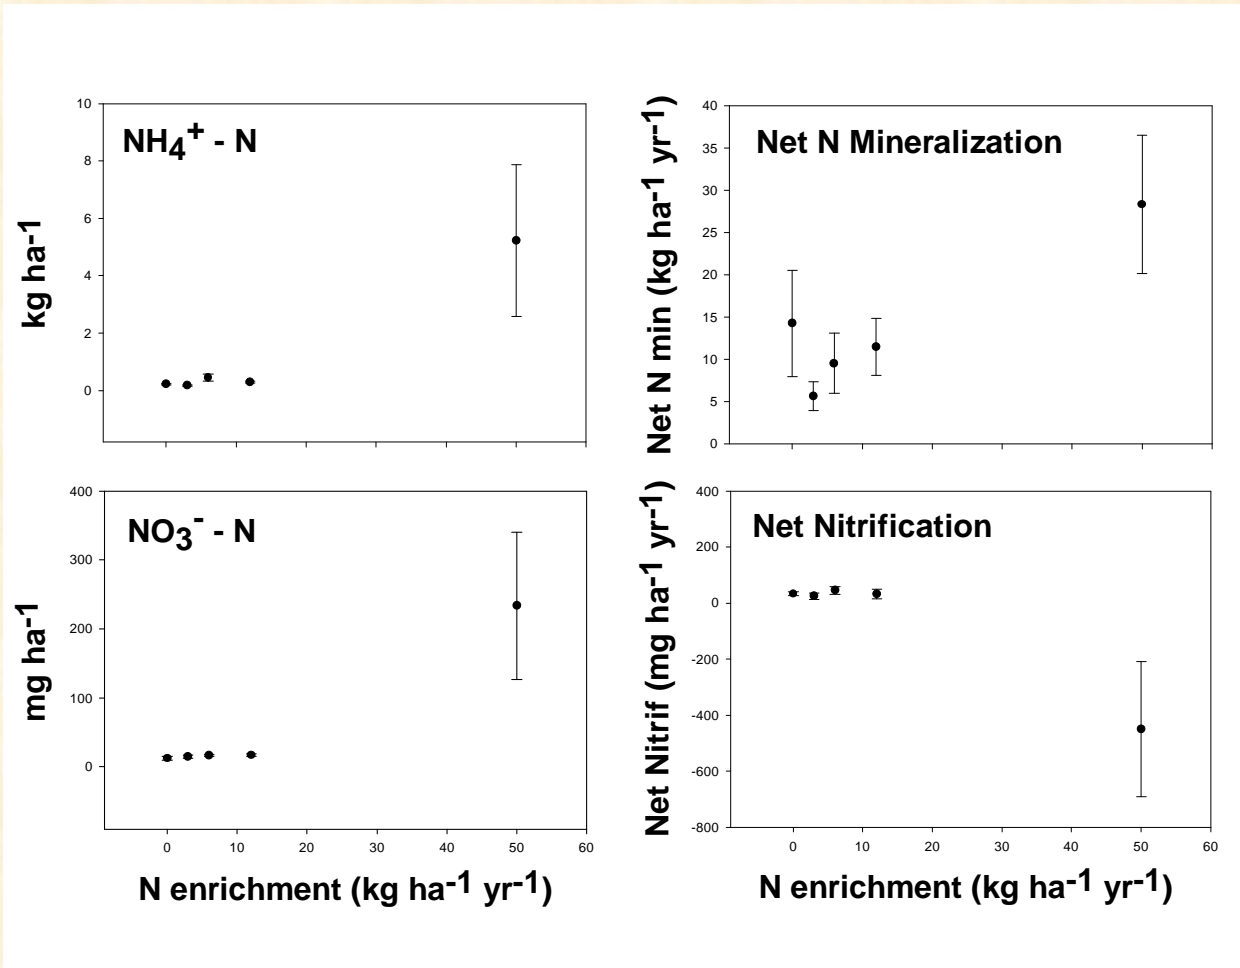 NH4+ - N
kg ha-1
10
8
6
4
2
0
Net N Mineralization
Net N min (kg ha-1 yr-1)
40
35
30
25
20
15
10
5
0
NO3- - N
mg ha-1
400
300
200
100
0
0 10 20 30 40 50 60
N enrichment (kg ha-1 yr-1)
Net Nitrification
Net Nitrif (mg ha-1 yr-1)
400
200
0
-200
-400
-600
-800
0 10 20 30 40 50 60
N enrichment (kg ha-1 yr-1)